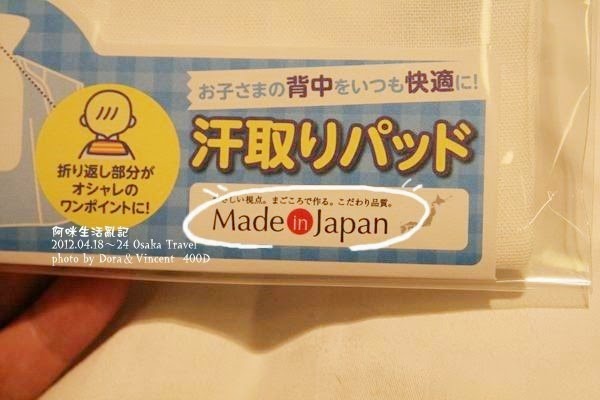 お子さまの背中をいつも快適に!
汗取りパッド
折り返し部分が
オシャレの
ワンポイントに!
さしい視点。まごころで作る。こだわり品質。
Made in Japan
阿咪生活亂記
2012.04.18~24 Osaka Travel
photo by Dora & Vincent 400D